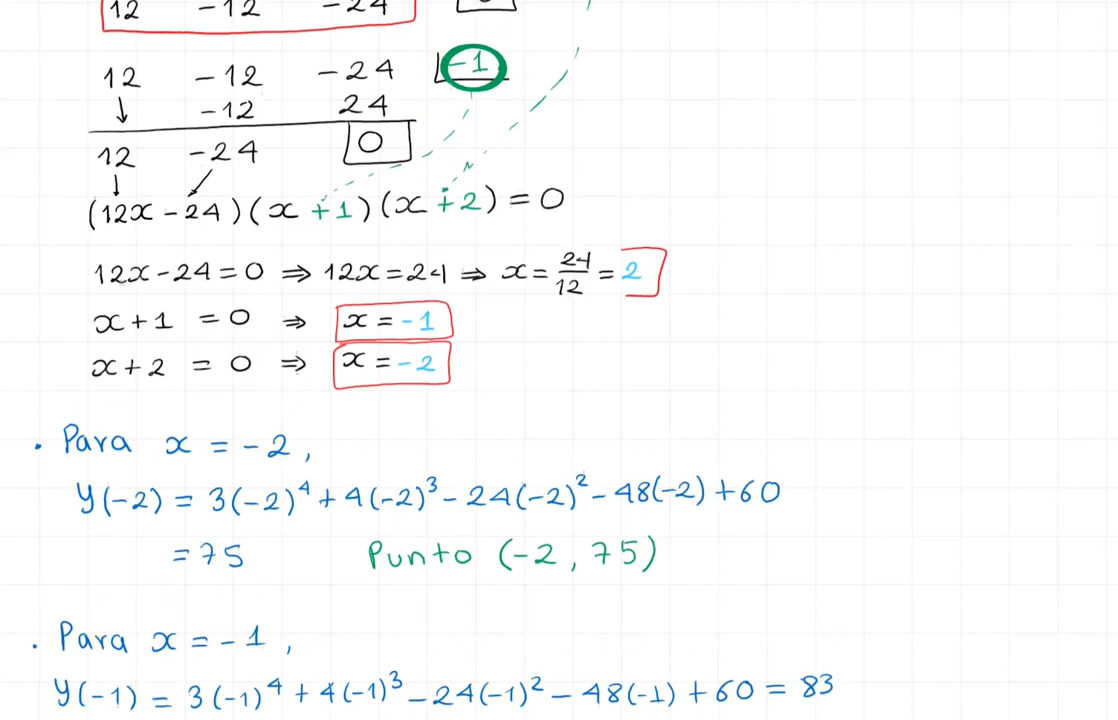 12 -12 -24
12 -12 -24 -1
↓ -12 24
12 -24 0
(12x - 24)(x + 1)(x + 2) = 0
12x - 24 = 0 ⇒ 12x = 24 ⇒ x = 24/12 = 2
x + 1 = 0 ⇒ x = -1
x + 2 = 0 ⇒ x = -2
. Para x = -2,
y(-2) = 3(-2)⁴ + 4(-2)³ - 24(-2)² - 48(-2) + 60
= 75 Punto (-2, 75)
. Para x = -1,
y(-1) = 3(-1)⁴ + 4(-1)³ - 24(-1)² - 48(-1) + 60 = 83